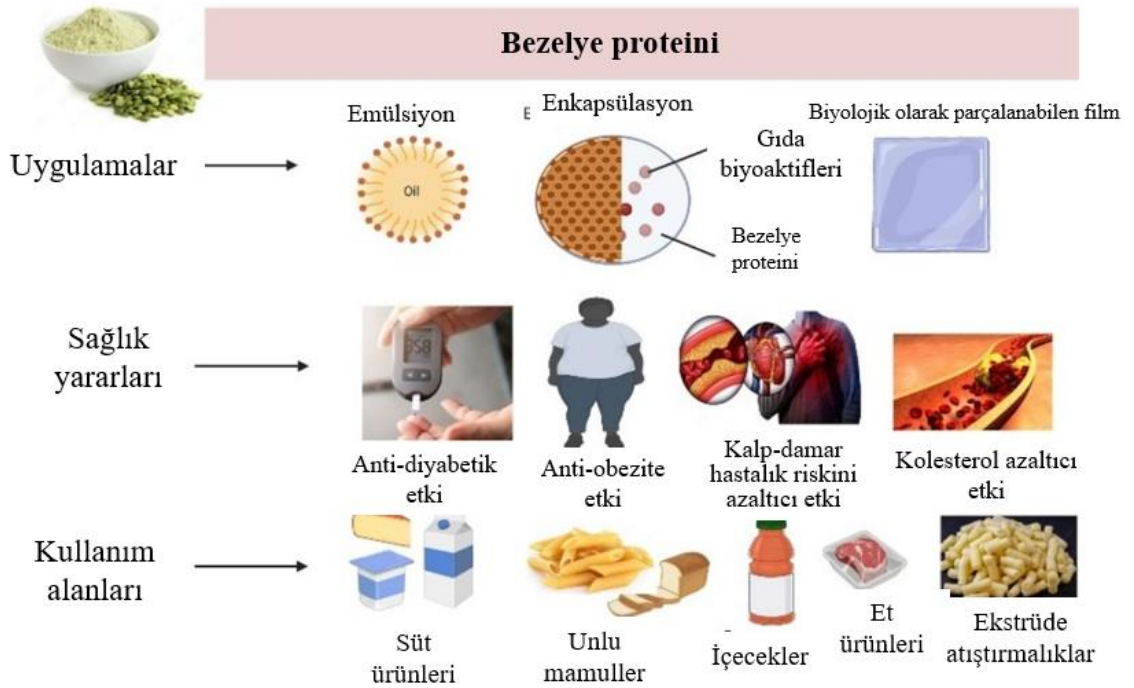 Bezelye proteini
Uygulamalar
Emülsiyon
Oil
E
Enkapsülasyon
Gıda
biyoaktifleri
Bezelye
proteini
Biyolojik olarak parçalanabilen film
Sağlık
yararları
358
Anti-diyabetik
etki
Anti-obezite
etki
Kalp-damar
hastalık riskini
azaltıcı etki
Kolesterol azaltıcı
etki
Kullanım
alanları
Süt
ürünleri
Unlu
mamuller
İçecekler
Et
ürünleri
Ekstrüde
atıştırmalıklar